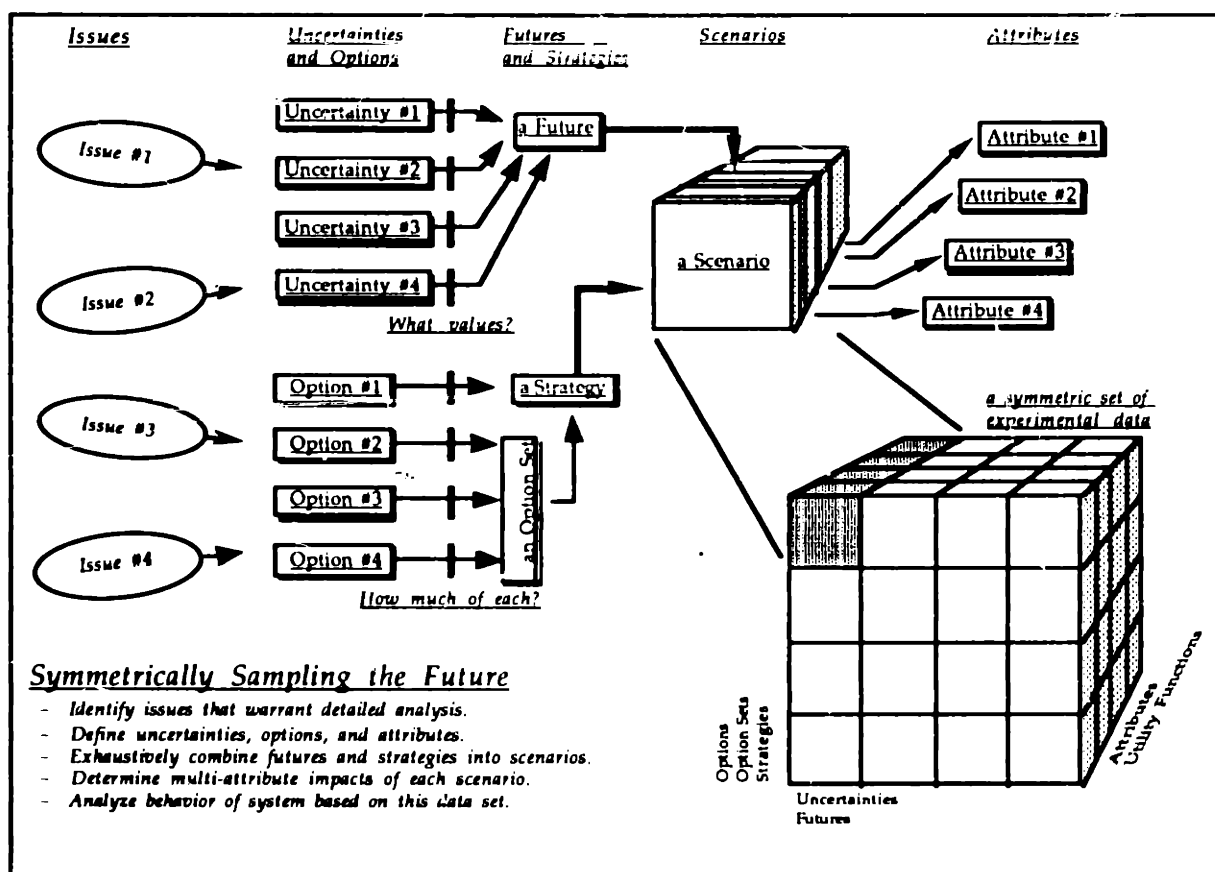 Issues
Uncertainties
and Options
Futures
and Strategies
Scenarios
Attributes
Issue #1
Issue #2
Issue #3
Issue #4
Uncertainty #1
Uncertainty #2
Uncertainty #3
Uncertainty #4
What values?
Option #1
Option #2
Option #3
Option #4
How much of each?
a Future
a Strategy
an Option Set
a Scenario
Attribute #1
Attribute #2
Attribute #3
Attribute #4
a symmetric set of
experimental data
Options
Option Sets
Strategies
Uncertainties
Futures
Attributes
Utility Functions
Symmetrically Sampling the Future
- Identify issues that warrant detailed analysis.
- Define uncertainties, options, and attributes.
- Exhaustively combine futures and strategies into scenarios.
- Determine multi-attribute impacts of each scenario.
- Analyze behavior of system based on this data set.